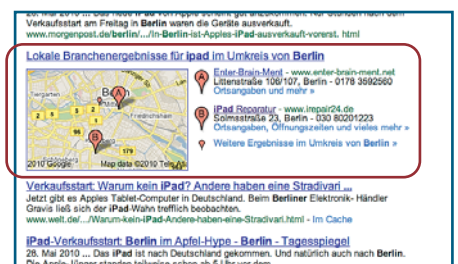 Verkaufsstart am Freitag in Berlin waren die Geräte ausverkauft.
www.morgenpost.de/berlin/.../In-Berlin-ist-Apples-iPad-ausverkauft-vorerst. html
Lokale Branchenergebnisse für ipad im Umkreis von Berlin
A
B
Friedrichshain
2010 Google Map data ©2010 Tele Atlas
A Enter-Brain-Ment - www.enter-brain-ment.net
Littenstraße 106/107, Berlin - 0178 3592560
Ortsangaben und mehr »
B iPad Reparatur - www.irepair24.de
Solmsstraße 23, Berlin - 030 80201223
Ortsangaben, Öffnungszeiten und vieles mehr »
Weitere Ergebnisse im Umkreis von Berlin »
Verkaufsstart: Warum kein iPad? Andere haben eine Stradivari ...
Jetzt gibt es Apples Tablet-Computer in Deutschland. Beim Berliner Elektronik- Händler
Gravis ließ sich der iPad-Wahn trefflich beobachten.
www.welt.de/.../Warum-kein-iPad-Andere-haben-eine-Stradivari.html - Im Cache
iPad-Verkaufsstart: Berlin im Apfel-Hype - Berlin - Tagesspiegel
28. Mai 2010 ... Das iPad ist nach Deutschland gekommen. Und natürlich auch nach Berlin.